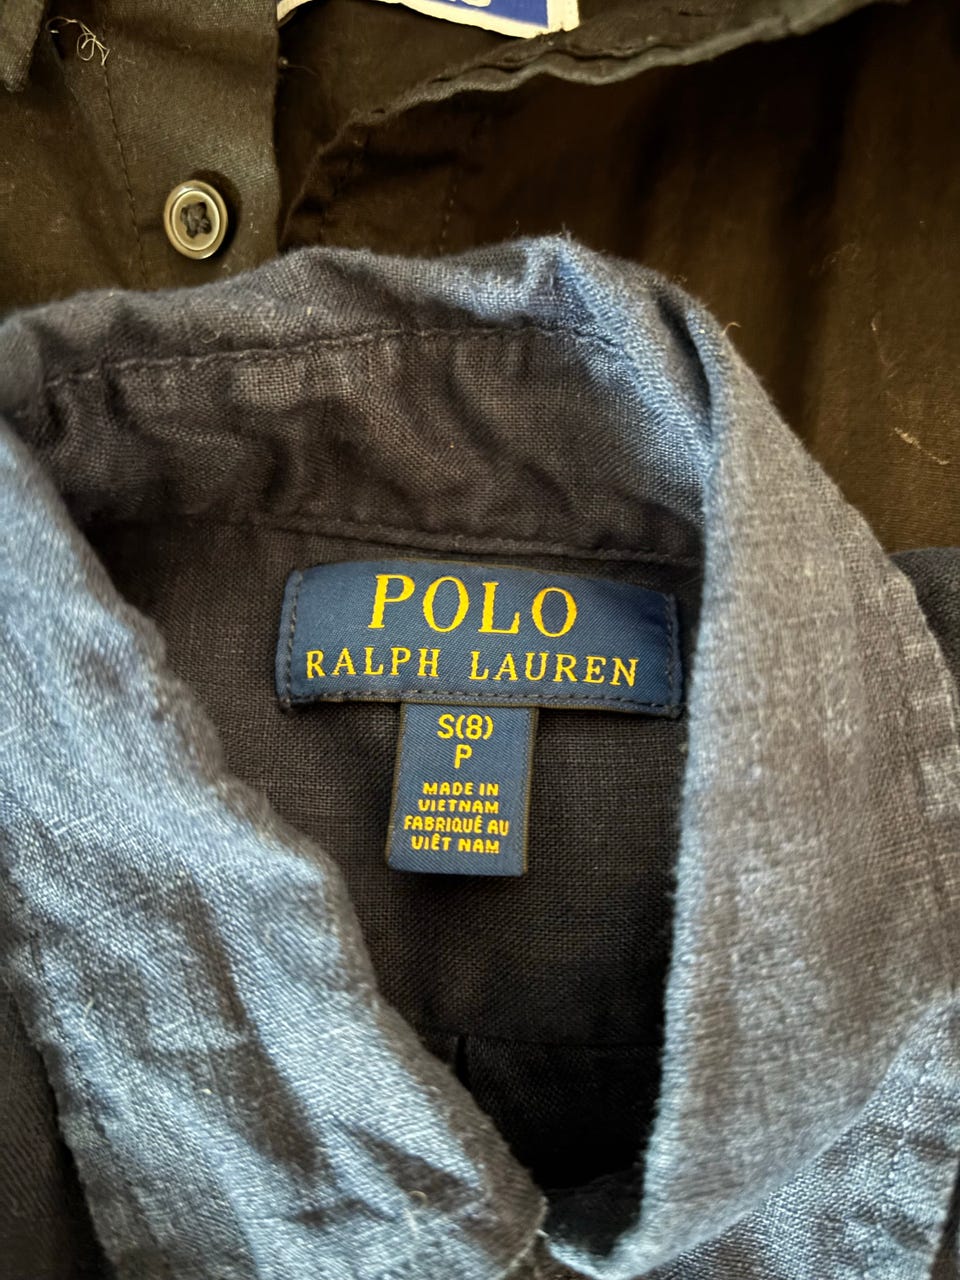 POLO
RALPH LAUREN
S(8)
P
MADE IN
VIETNAM
FABRIQUÉ AU
VIÊT NAM